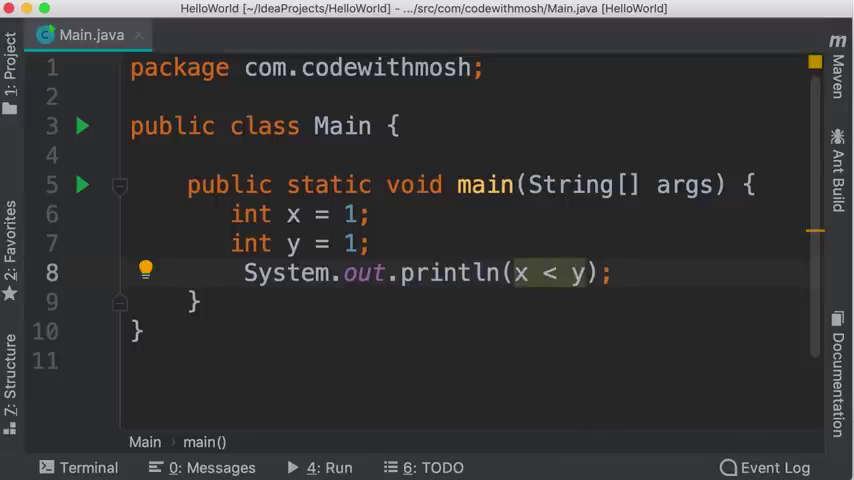 HelloWorld [~/IdeaProjects/HelloWorld] - .../src/com/codewithmosh/Main.java [HelloWorld]
1: Project
2: Favorites
7: Structure
C Main.java ×
1 package com.codewithmosh;
2
3 public class Main {
4
5 public static void main(String[] args) {
6 int x = 1;
7 int y = 1;
8 System.out.println(x < y);
9 }
10 }
11
Main › main()
m Maven
Ant Build
Documentation
Terminal 0: Messages 4: Run 6: TODO Event Log